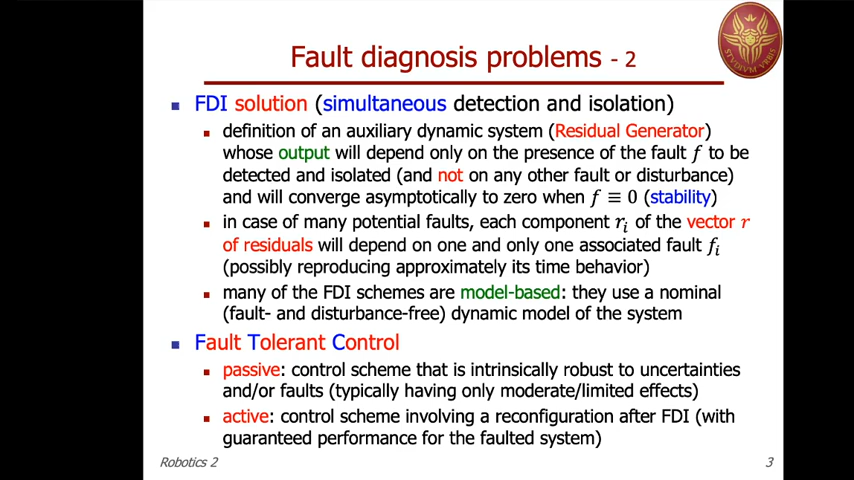 Fault diagnosis problems - 2
STVDIVM VRBIS
FDI solution (simultaneous detection and isolation)
definition of an auxiliary dynamic system (Residual Generator)
whose output will depend only on the presence of the fault f to be
detected and isolated (and not on any other fault or disturbance)
and will converge asymptotically to zero when f ≡ 0 (stability)
in case of many potential faults, each component rᵢ of the vector r
of residuals will depend on one and only one associated fault fᵢ
(possibly reproducing approximately its time behavior)
many of the FDI schemes are model-based: they use a nominal
(fault- and disturbance-free) dynamic model of the system
Fault Tolerant Control
passive: control scheme that is intrinsically robust to uncertainties
and/or faults (typically having only moderate/limited effects)
active: control scheme involving a reconfiguration after FDI (with
guaranteed performance for the faulted system)
Robotics 2
3